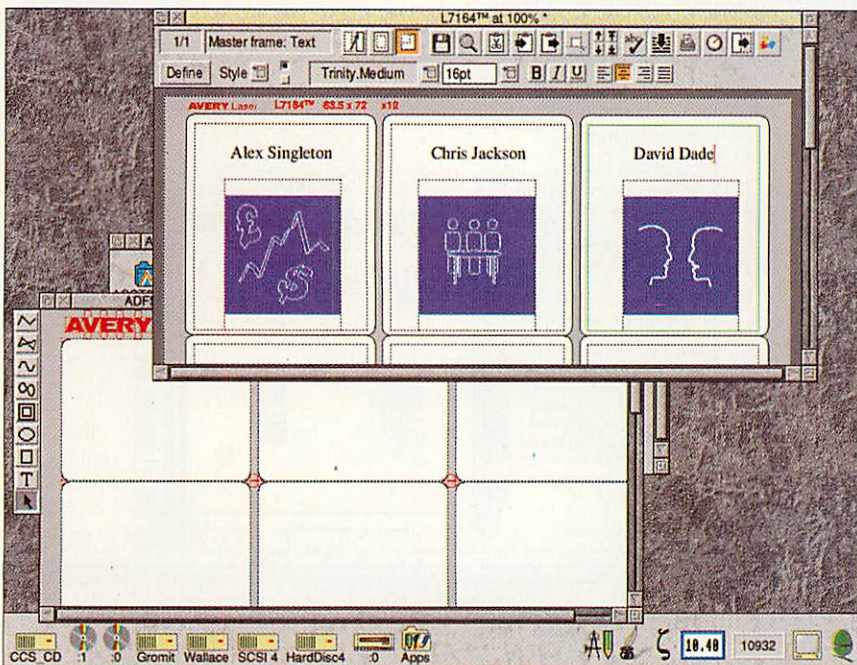 L7164™ at 100% *
1/1 Master frame: Text
Define Style Trinity.Medium 16pt B I U
AVERY Laser L7164™ 63.5 x 72 x12
Alex Singleton Chris Jackson David Dade
£
$
ADFS
AVERY
T
CCS_CD :1 :0 Gromit Wallace SCSI 4 HardDisc4 :0 Apps 10.40 10932